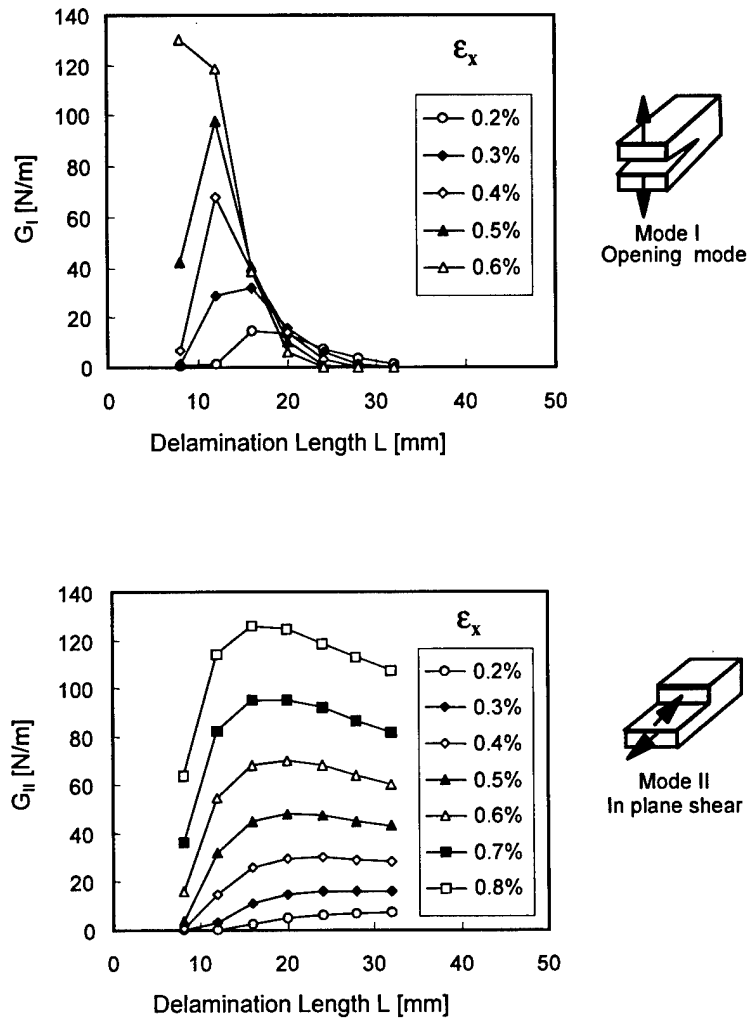 140
120
100
80
60
40
20
0
G_I [N/m]
ε_x
0.2%
0.3%
0.4%
0.5%
0.6%
0 10 20 30 40 50
Delamination Length L [mm]
Mode I
Opening mode
140
120
100
80
60
40
20
0
G_II [N/m]
ε_x
0.2%
0.3%
0.4%
0.5%
0.6%
0.7%
0.8%
0 10 20 30 40 50
Delamination Length L [mm]
Mode II
In plane shear